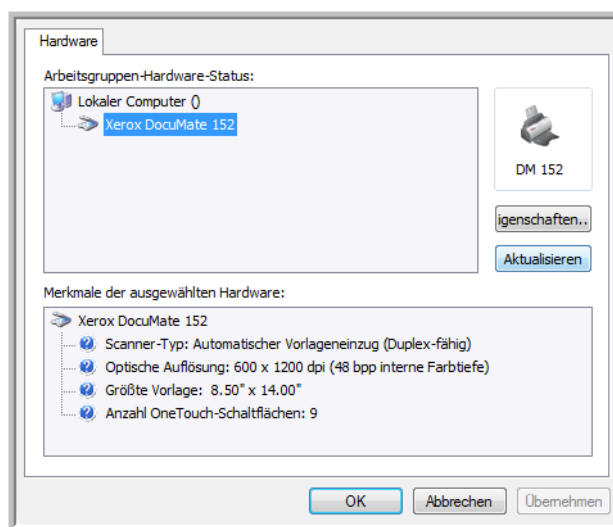 Hardware
Arbeitsgruppen-Hardware-Status:
Lokaler Computer ()
Xerox DocuMate 152
DM 152
igenschaften..
Aktualisieren
Merkmale der ausgewählten Hardware:
Xerox DocuMate 152
Scanner-Typ: Automatischer Vorlageneinzug (Duplex-fähig)
Optische Auflösung: 600 x 1200 dpi (48 bpp interne Farbtiefe)
Größte Vorlage: 8.50" x 14.00"
Anzahl OneTouch-Schaltflächen: 9
OK Abbrechen Übernehmen